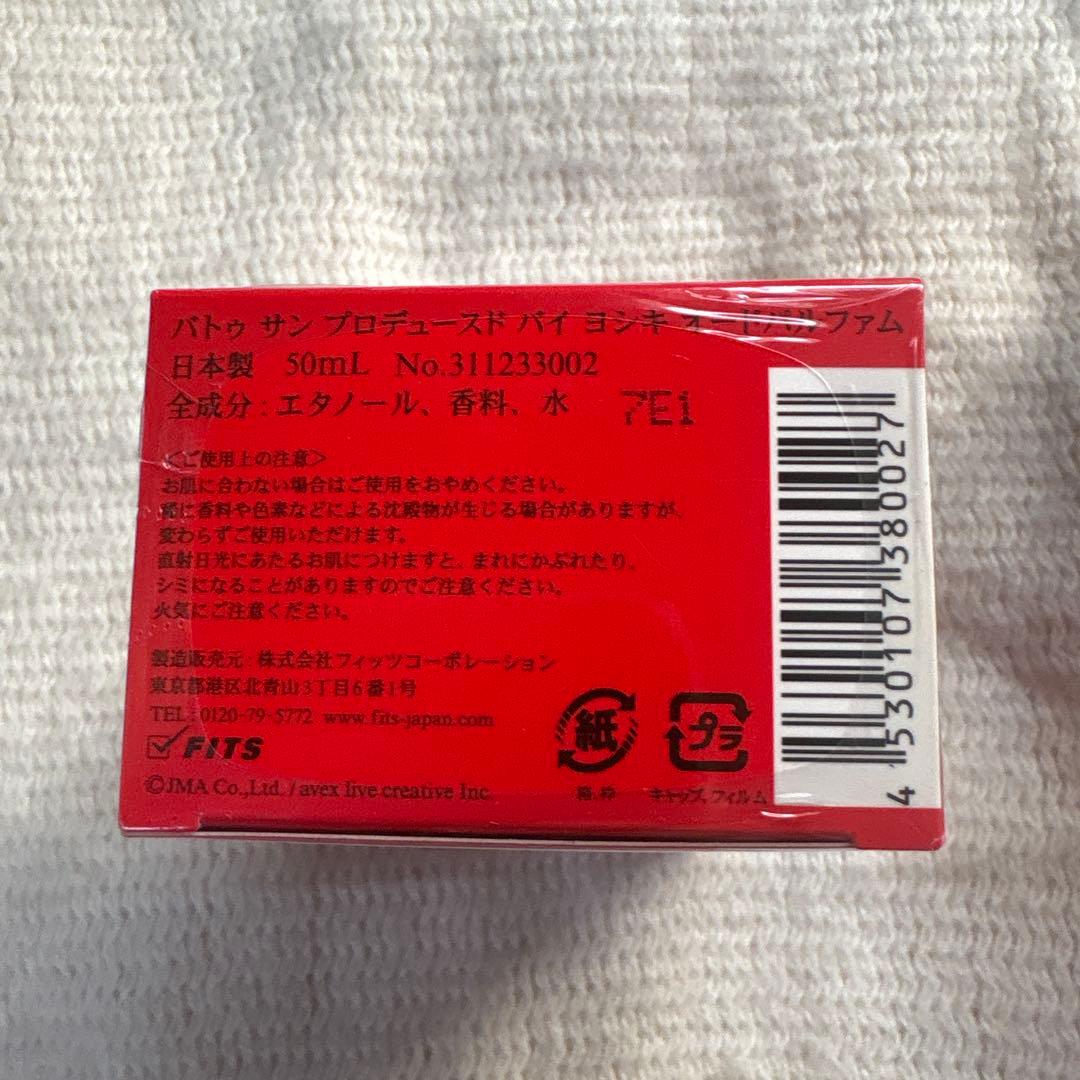 バトゥ サン プロデュースド バイ ヨシキ オードパルファム
日本製 50mL No.311233002
全成分：エタノール、香料、水 7E1
＜ご使用上の注意＞
お肌に合わない場合はご使用をおやめください。
稀に香料や色素などによる沈殿物が生じる場合がありますが、
変わらずご使用いただけます。
直射日光にあたるお肌につけますと、まれにかぶれたり、
シミになることがありますのでご注意ください。
火気にご注意ください。
製造販売元：株式会社フィッツコーポレーション
東京都港区北青山3丁目6番1号
TEL：0120-79-5772 www.fits-japan.com
FITS
©JMA Co.,Ltd. / avex live creative Inc.
紙
箱、枠
プラ
キャップ、フィルム
4530107380027